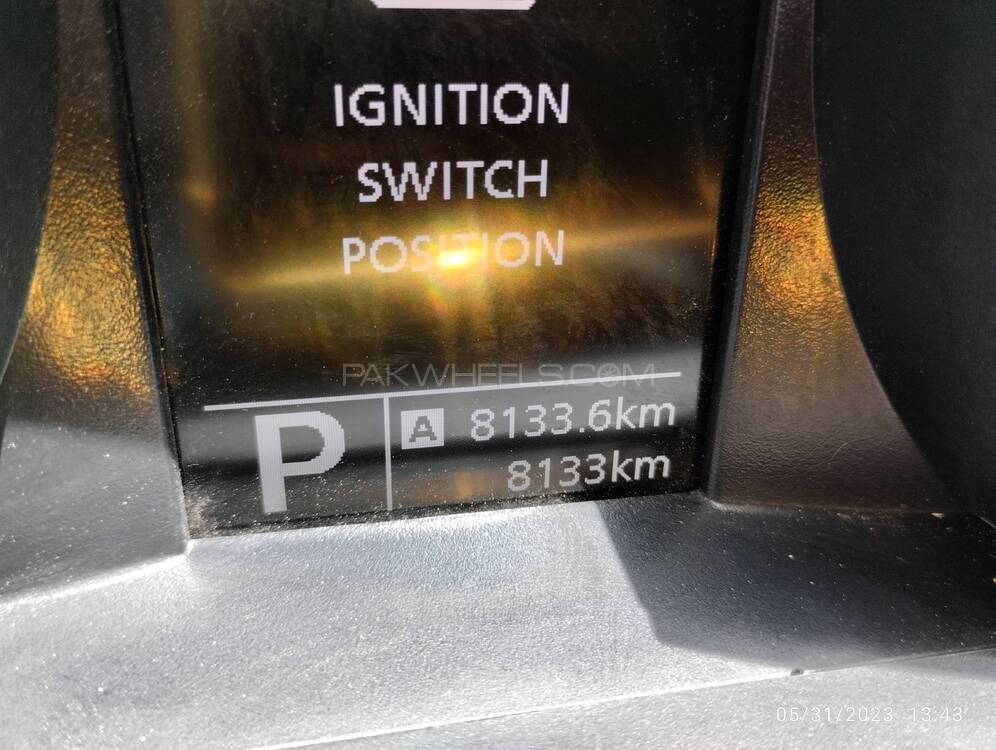 IGNITION
SWITCH
POSITION
PAKWHEELS.COM
P
A 8133.6km
8133km
05/31/2023 13:43